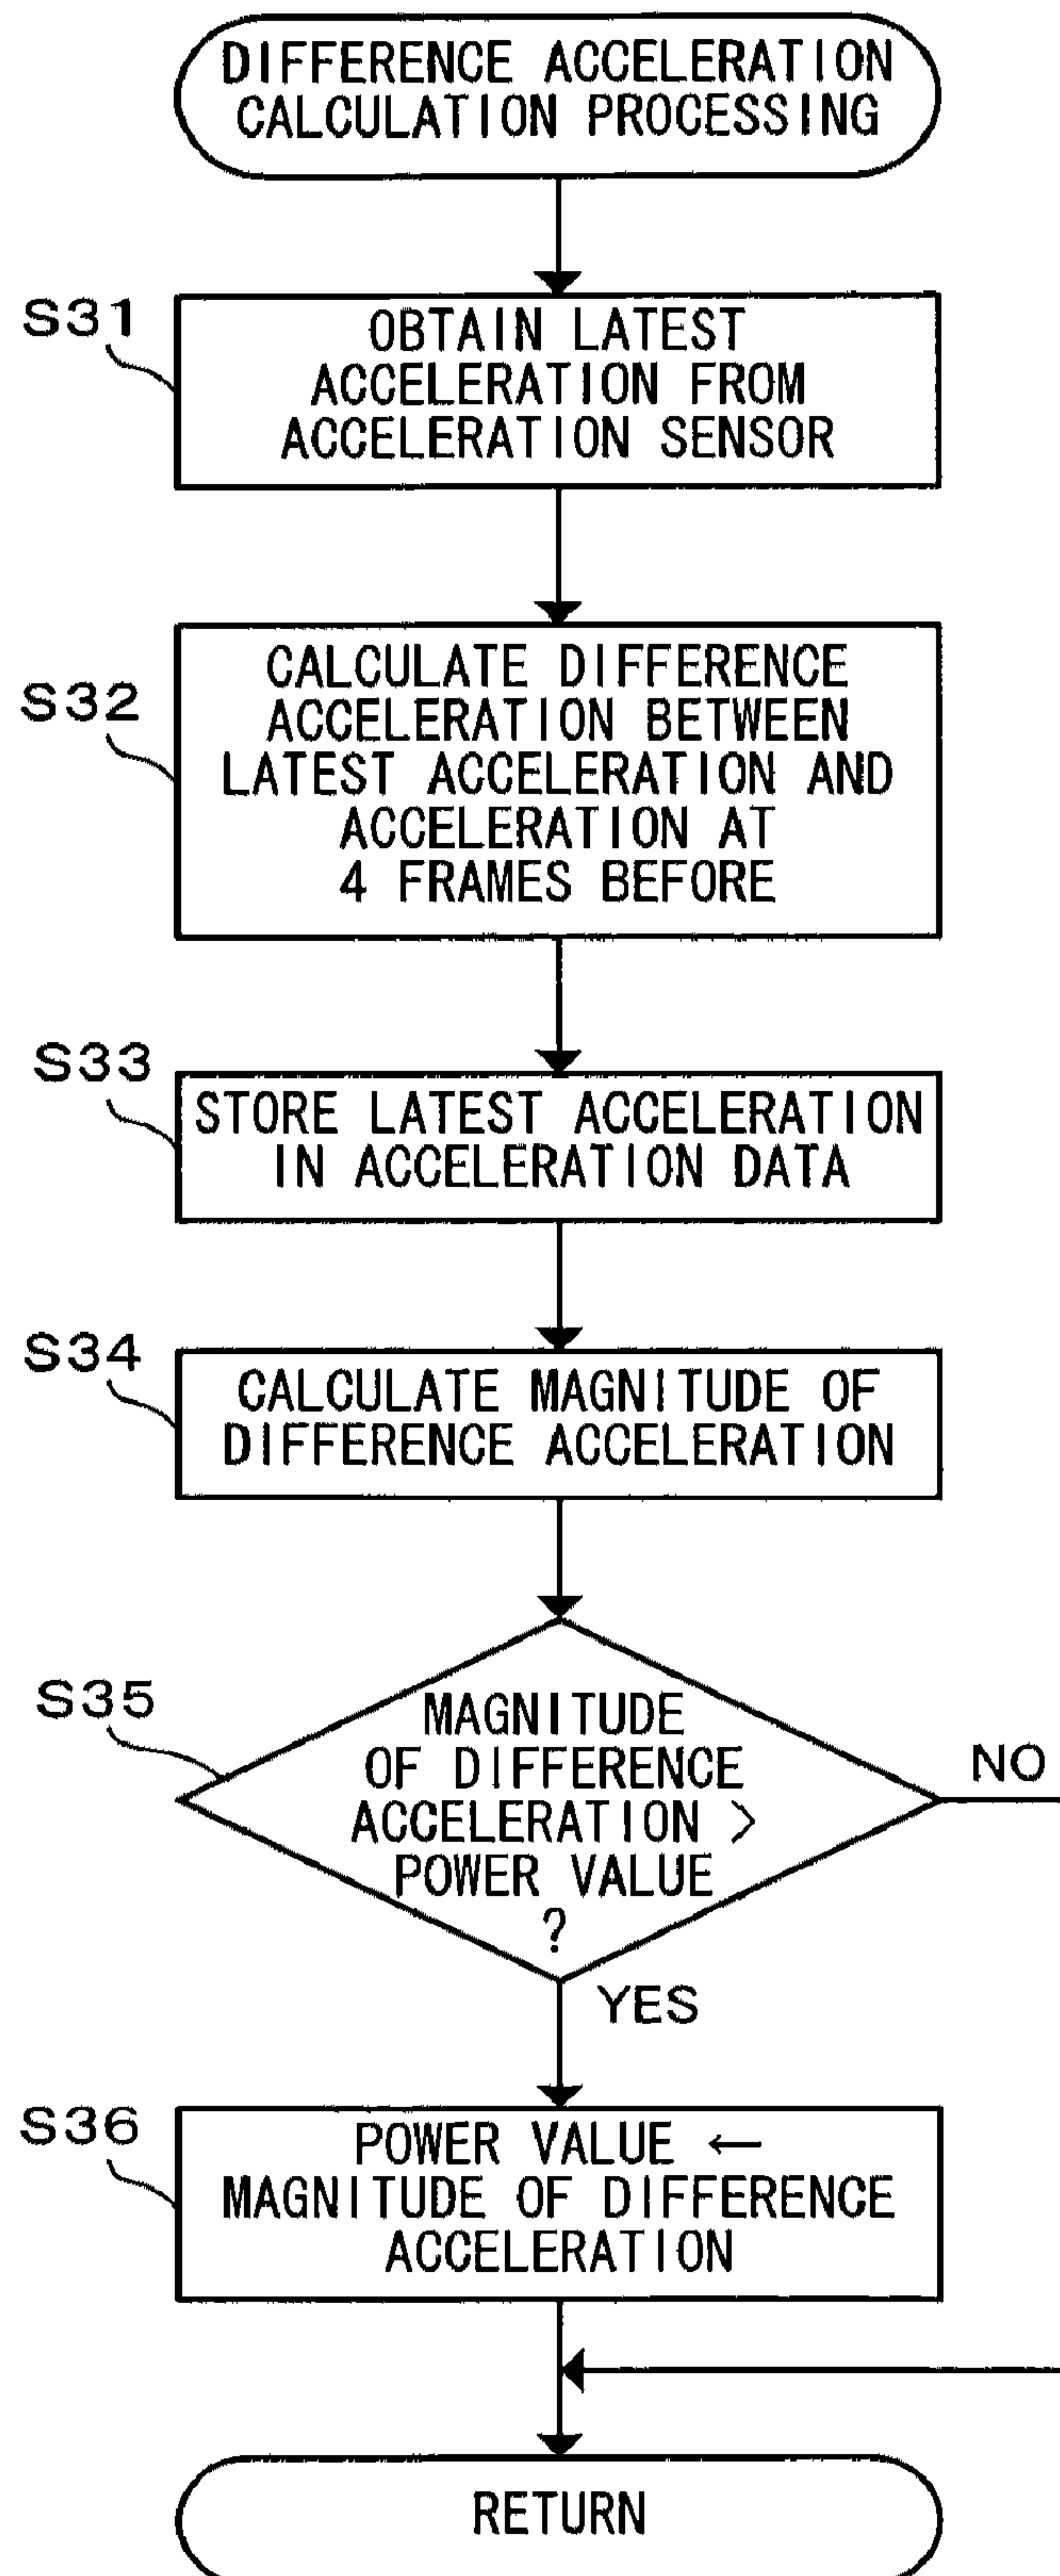 DIFFERENCE ACCELERATION
CALCULATION PROCESSING
S31
OBTAIN LATEST
ACCELERATION FROM
ACCELERATION SENSOR
S32
CALCULATE DIFFERENCE
ACCELERATION BETWEEN
LATEST ACCELERATION AND
ACCELERATION AT
4 FRAMES BEFORE
S33
STORE LATEST ACCELERATION
IN ACCELERATION DATA
S34
CALCULATE MAGNITUDE OF
DIFFERENCE ACCELERATION
S35
MAGNITUDE
OF DIFFERENCE
ACCELERATION >
POWER VALUE
?
NO
YES
S36
POWER VALUE ←
MAGNITUDE OF DIFFERENCE
ACCELERATION
RETURN